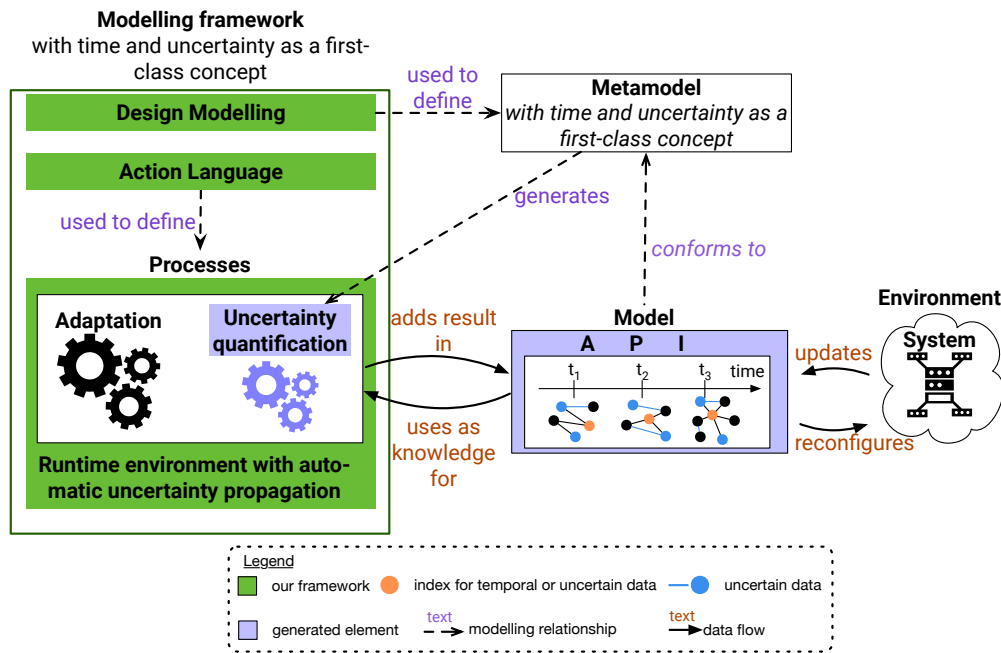 Modelling framework
with time and uncertainty as a first-
class concept
Design Modelling
used to
define
Metamodel
with time and uncertainty as a
first-class concept
Action Language
generates
used to define
conforms to
Processes
Adaptation
Uncertainty
quantification
Runtime environment with auto-
matic uncertainty propagation
adds result
in
uses as
knowledge
for
Model
A P I
t1 t2 t3 time
updates
reconfigures
Environment
System
Legend
our framework
index for temporal or uncertain data
uncertain data
generated element
text
modelling relationship
text
data flow